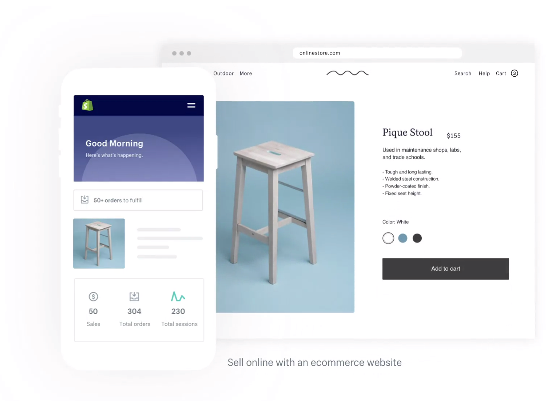 onlinestore.com
Outdoor More
Search Help Cart
Good Morning
Here's what's happening.
50+ orders to fulfill
50
Sales
304
Total orders
230
Total sessions
Pique Stool $155
Used in maintenance shops, labs,
and trace schools.
- Tough and long lasting
- Welded steel construction.
- Powder-coated finish.
- Fixed seat height.
Color: White
Add to cart
Sell online with an ecommerce website